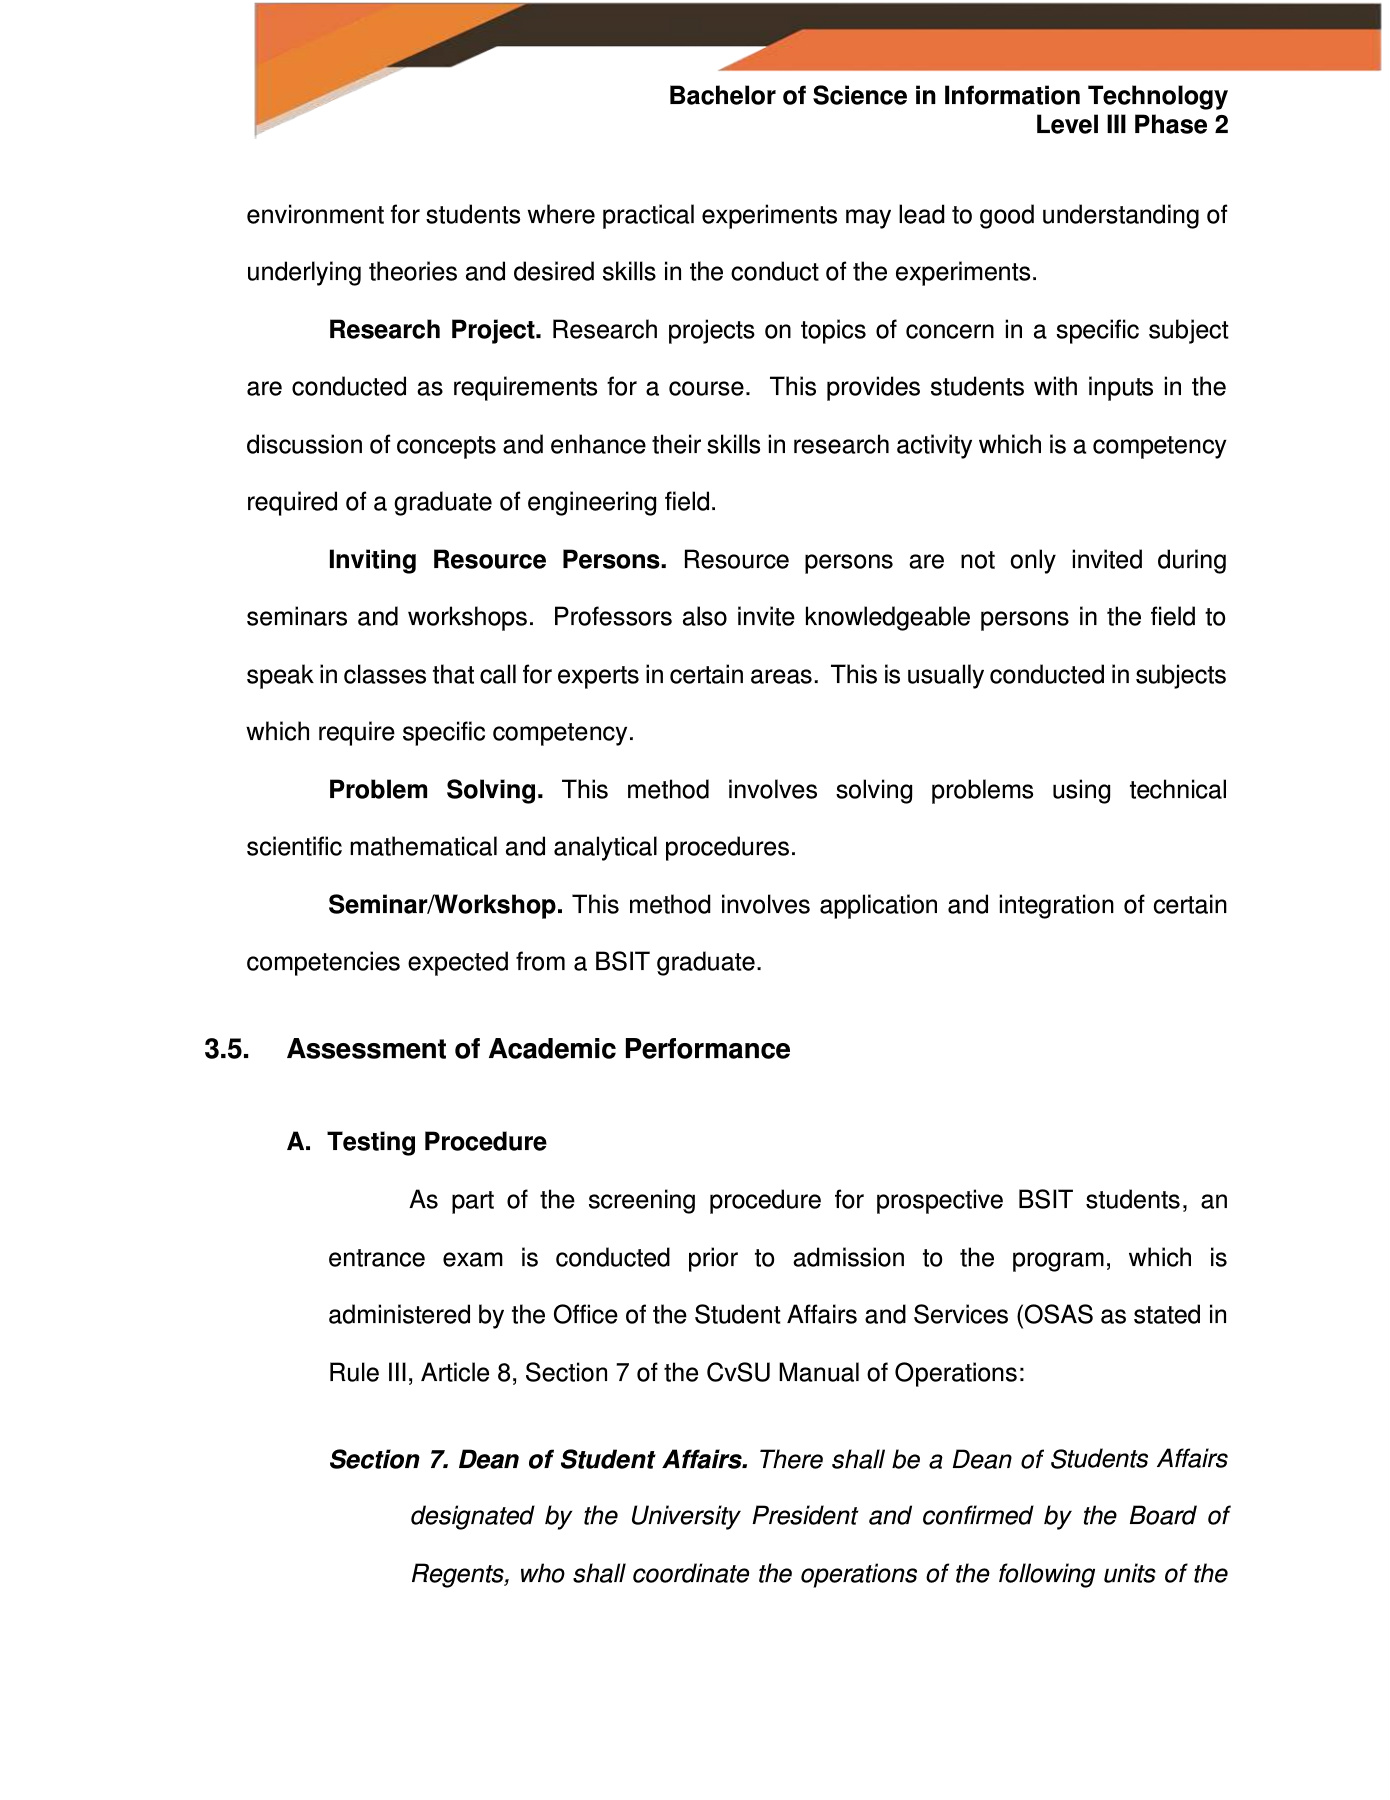 Bachelor of Science in Information Technology
Level III Phase 2
environment for students where practical experiments may lead to good understanding of
underlying theories and desired skills in the conduct of the experiments.
Research Project. Research projects on topics of concern in a specific subject
are conducted as requirements for a course. This provides students with inputs in the
discussion of concepts and enhance their skills in research activity which is a competency
required of a graduate of engineering field.
Inviting Resource Persons. Resource persons are not only invited during
seminars and workshops. Professors also invite knowledgeable persons in the field to
speak in classes that call for experts in certain areas. This is usually conducted in subjects
which require specific competency.
Problem Solving. This method involves solving problems using technical
scientific mathematical and analytical procedures.
Seminar/Workshop. This method involves application and integration of certain
competencies expected from a BSIT graduate.
3.5. Assessment of Academic Performance
A. Testing Procedure
As part of the screening procedure for prospective BSIT students, an
entrance exam is conducted prior to admission to the program, which is
administered by the Office of the Student Affairs and Services (OSAS as stated in
Rule III, Article 8, Section 7 of the CvSU Manual of Operations:
Section 7. Dean of Student Affairs. There shall be a Dean of Students Affairs
designated by the University President and confirmed by the Board of
Regents, who shall coordinate the operations of the following units of the